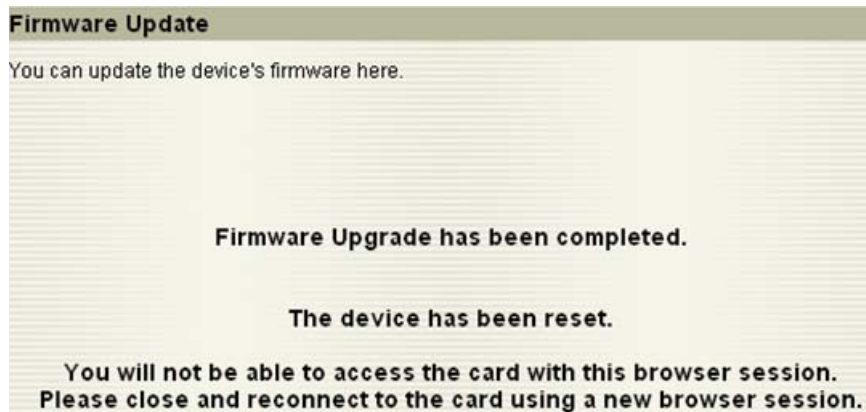 Firmware Update
You can update the device's firmware here.
Firmware Upgrade has been completed.
The device has been reset.
You will not be able to access the card with this browser session.
Please close and reconnect to the card using a new browser session.